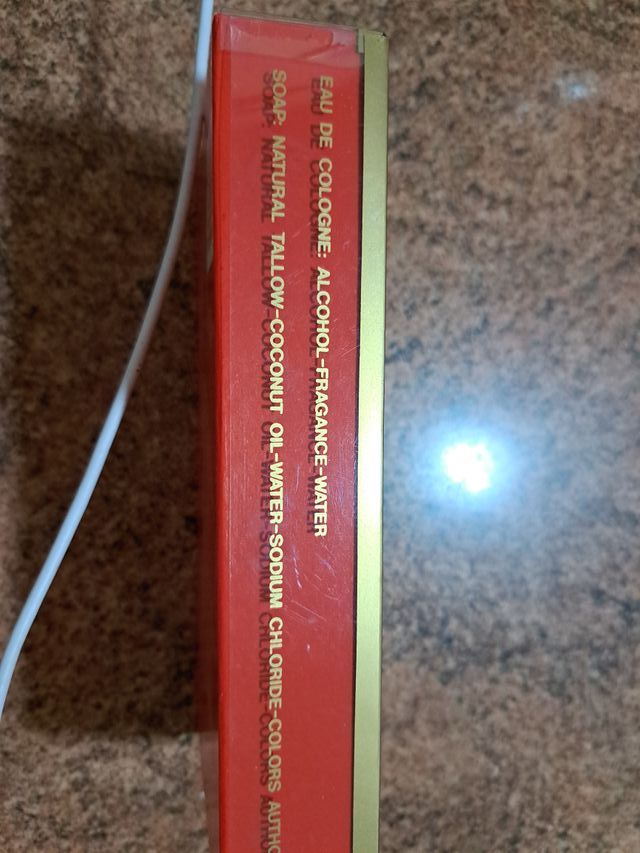 EAU DE COLOGNE: ALCOHOL-FRAGANCE-WATER
SOAP: NATURAL TALLOW-COCONUT OIL-WATER-SODIUM CHLORIDE-COLORS